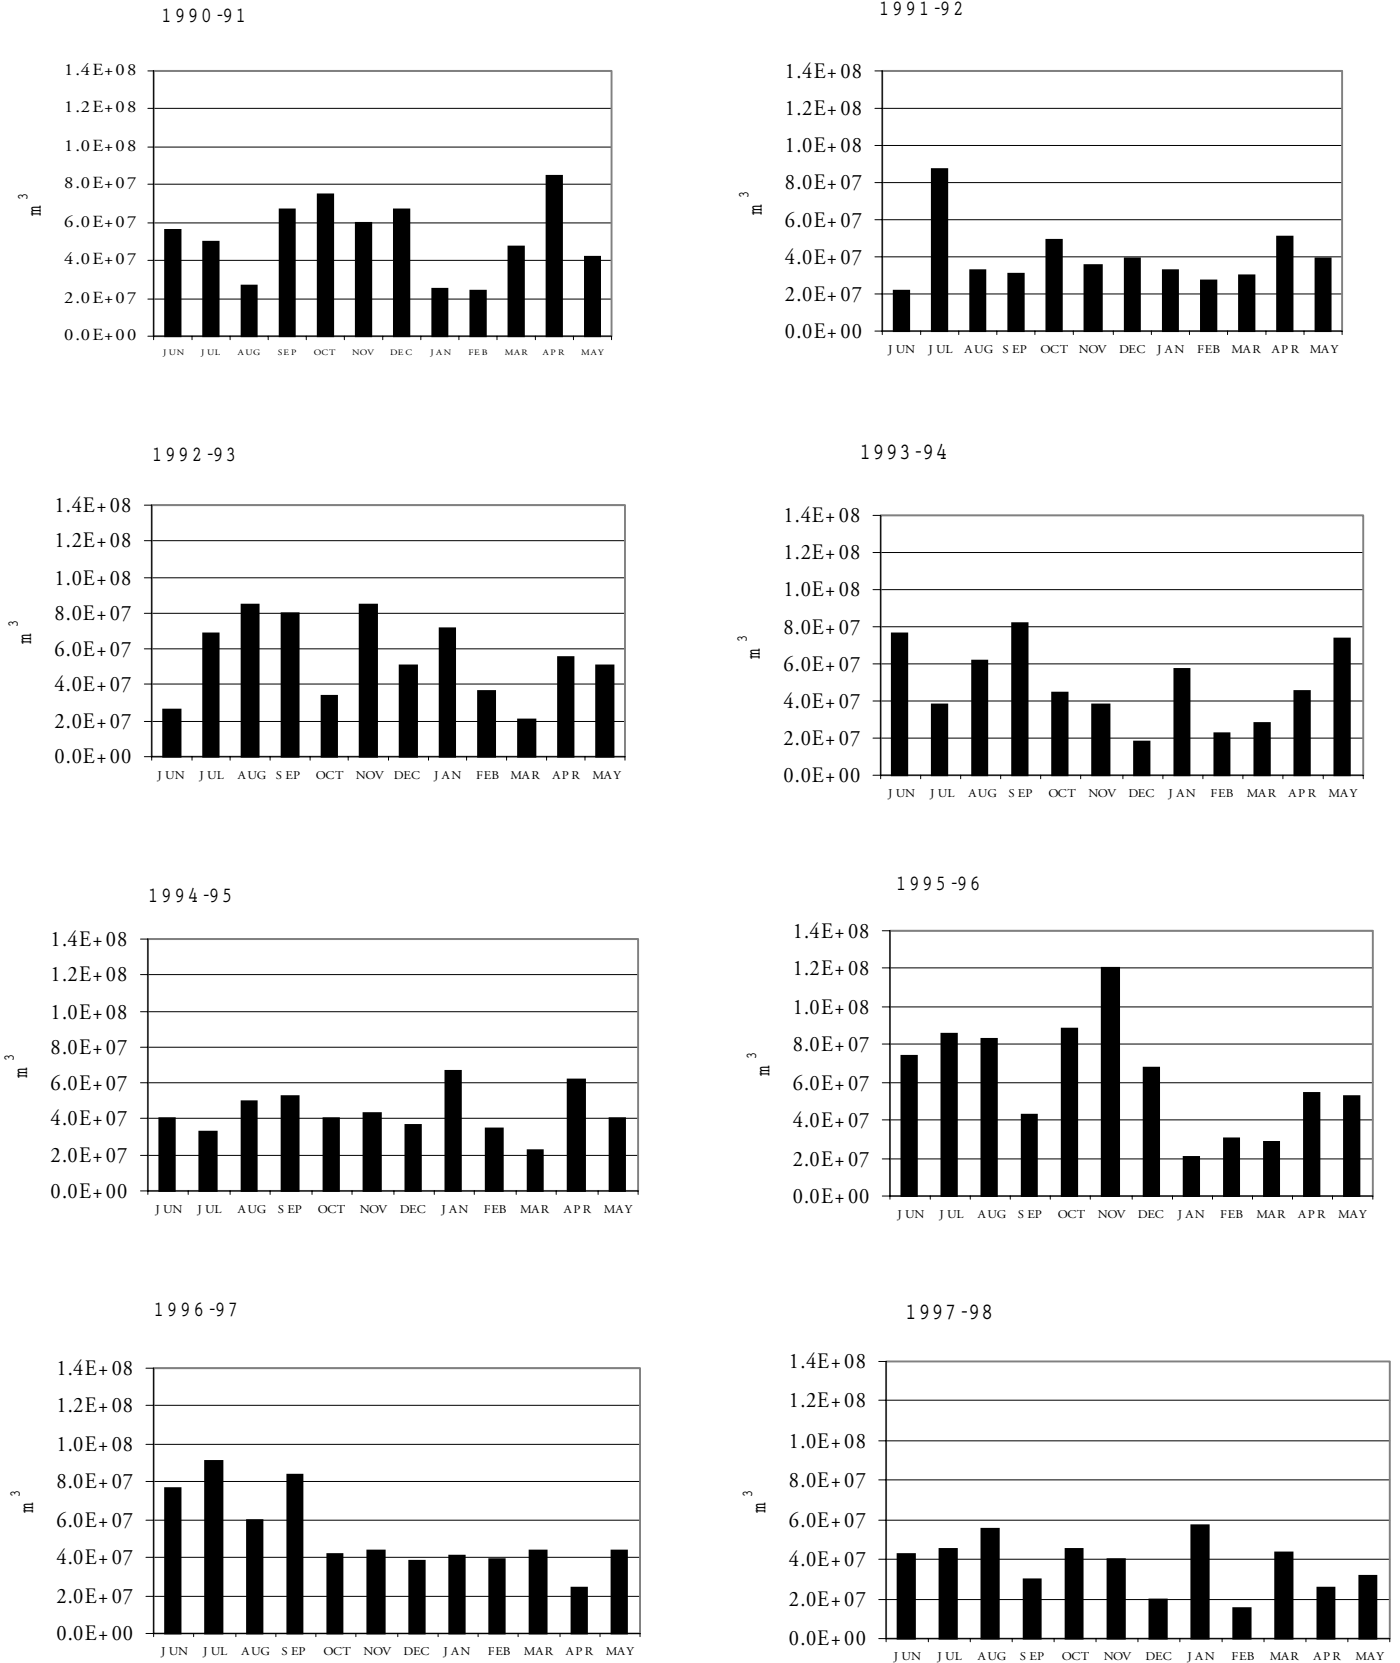 1990-91
1.4E+08
1.2E+08
1.0E+08
8.0E+07
6.0E+07
4.0E+07
2.0E+07
0.0E+00
m³
JUN JUL AUG SEP OCT NOV DEC JAN FEB MAR APR MAY
1991-92
1.4E+08
1.2E+08
1.0E+08
8.0E+07
6.0E+07
4.0E+07
2.0E+07
0.0E+00
m³
JUN JUL AUG SEP OCT NOV DEC JAN FEB MAR APR MAY
1992-93
1.4E+08
1.2E+08
1.0E+08
8.0E+07
6.0E+07
4.0E+07
2.0E+07
0.0E+00
m³
JUN JUL AUG SEP OCT NOV DEC JAN FEB MAR APR MAY
1993-94
1.4E+08
1.2E+08
1.0E+08
8.0E+07
6.0E+07
4.0E+07
2.0E+07
0.0E+00
m³
JUN JUL AUG SEP OCT NOV DEC JAN FEB MAR APR MAY
1994-95
1.4E+08
1.2E+08
1.0E+08
8.0E+07
6.0E+07
4.0E+07
2.0E+07
0.0E+00
m³
JUN JUL AUG SEP OCT NOV DEC JAN FEB MAR APR MAY
1995-96
1.4E+08
1.2E+08
1.0E+08
8.0E+07
6.0E+07
4.0E+07
2.0E+07
0.0E+00
m³
JUN JUL AUG SEP OCT NOV DEC JAN FEB MAR APR MAY
1996-97
1.4E+08
1.2E+08
1.0E+08
8.0E+07
6.0E+07
4.0E+07
2.0E+07
0.0E+00
m³
JUN JUL AUG SEP OCT NOV DEC JAN FEB MAR APR MAY
1997-98
1.4E+08
1.2E+08
1.0E+08
8.0E+07
6.0E+07
4.0E+07
2.0E+07
0.0E+00
m³
JUN JUL AUG SEP OCT NOV DEC JAN FEB MAR APR MAY